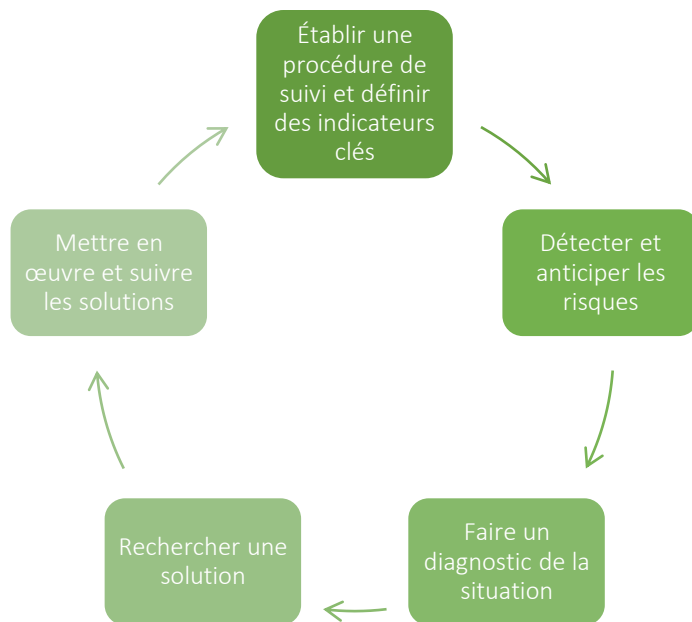 Établir une
procédure de
suivi et définir
des indicateurs
clés
Détecter et
anticiper les
risques
Faire un
diagnostic de la
situation
Rechercher une
solution
Mettre en
œuvre et suivre
les solutions